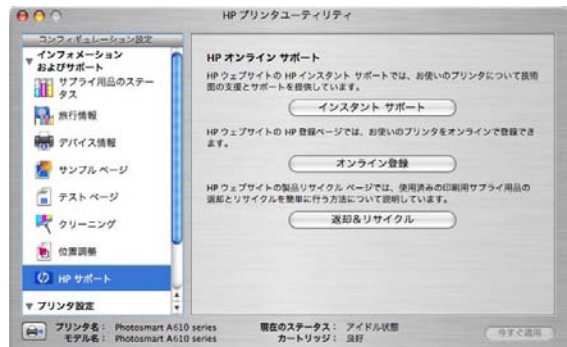 HP プリンタユーティリティ
コンフィギュレーション設定
インフォメーション
およびサポート
サプライ用品のステー
タス
旅行情報
デバイス情報
サンプル ページ
テスト ページ
クリーニング
位置調整
HP サポート
プリンタ設定
HP オンライン サポート
HP ウェブサイトの HP インスタント サポートでは、お使いのプリンタについて技術
面の支援とサポートを提供しています。
インスタント サポート
HP ウェブサイトの HP 登録ページでは、お使いのプリンタをオンラインで登録でき
ます。
オンライン登録
HP ウェブサイトの製品リサイクル ページでは、使用済みの印刷用サプライ用品の
返却とリサイクルを簡単に行う方法について説明しています。
返却&リサイクル
プリンタ名： Photosmart A610 series 現在のステータス： アイドル状態
モデル名： Photosmart A610 series カートリッジ： 良好
今すぐ適用